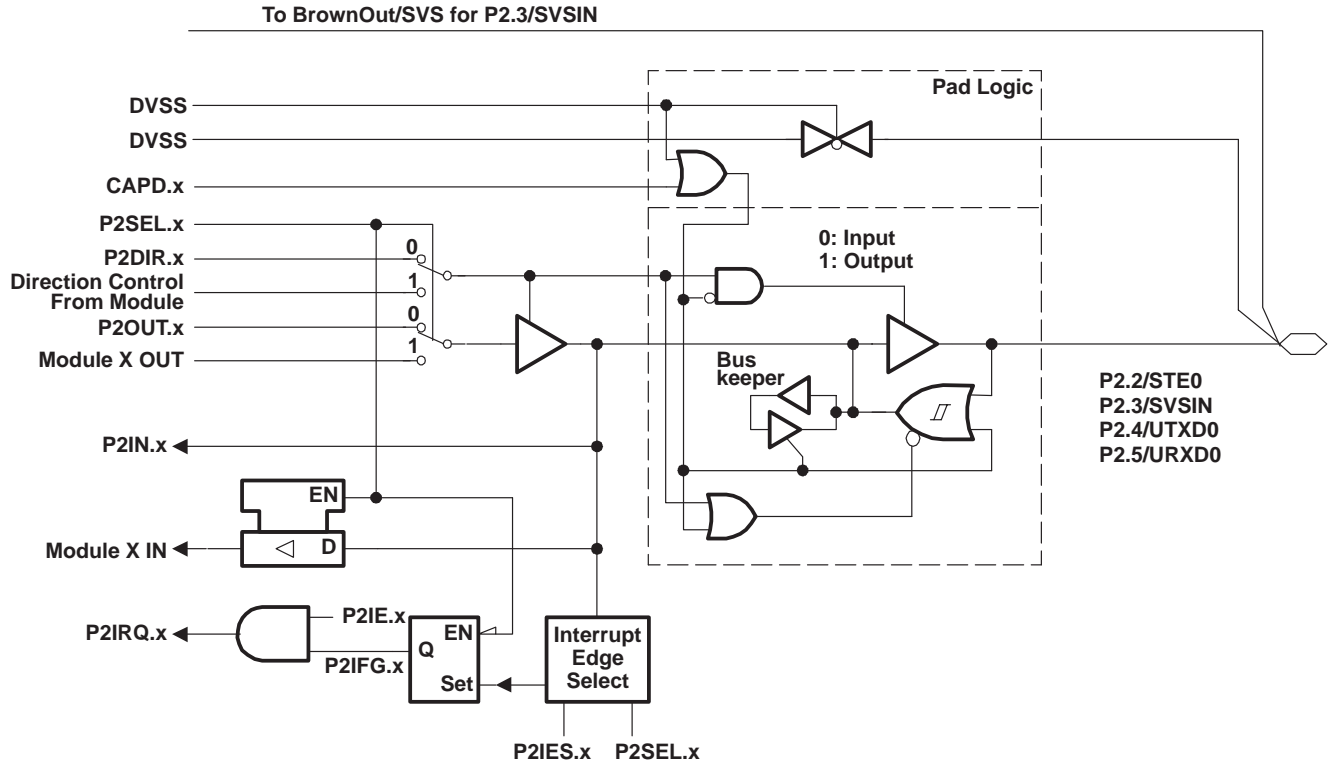 To BrownOut/SVS for P2.3/SVSIN
Pad Logic
DVSS
DVSS
CAPD.x
P2SEL.x
0
P2DIR.x
Direction Control
From Module
1
0
P2OUT.x
1
Module X OUT
0: Input
1: Output
Bus
keeper
P2.2/STE0
P2.3/SVSIN
P2.4/UTXD0
P2.5/URXD0
P2IN.x
EN
Module X IN
D
P2IE.x
P2IRQ.x
P2IFG.x
EN
Q
Set
Interrupt
Edge
Select
P2IES.x
P2SEL.x